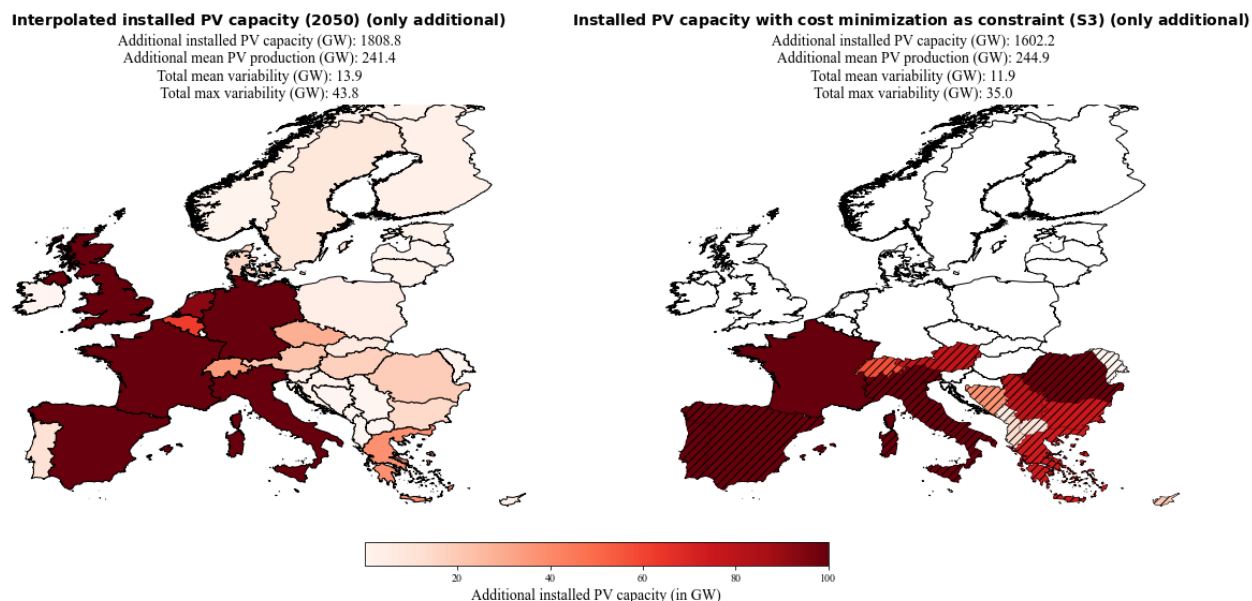 Interpolated installed PV capacity (2050) (only additional)
Additional installed PV capacity (GW): 1808.8
Additional mean PV production (GW): 241.4
Total mean variability (GW): 13.9
Total max variability (GW): 43.8
Installed PV capacity with cost minimization as constraint (S3) (only additional)
Additional installed PV capacity (GW): 1602.2
Additional mean PV production (GW): 244.9
Total mean variability (GW): 11.9
Total max variability (GW): 35.0
20 40 60 80 100
Additional installed PV capacity (in GW)